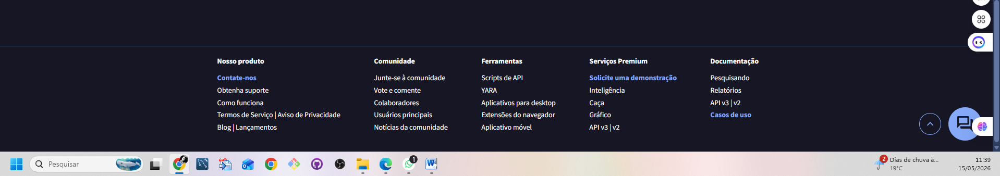 Nosso produto
Contate-nos
Obtenha suporte
Como funciona
Termos de Serviço | Aviso de Privacidade
Blog | Lançamentos
Comunidade
Junte-se à comunidade
Vote e comente
Colaboradores
Usuários principais
Notícias da comunidade
Ferramentas
Scripts de API
YARA
Aplicativos para desktop
Extensões do navegador
Aplicativo móvel
Serviços Premium
Solicite uma demonstração
Inteligência
Caça
Gráfico
API v3 | v2
Documentação
Pesquisando
Relatórios
API v3 | v2
Casos de uso
Pesquisar
1
2
Dias de chuva à...
19°C
11:39
15/05/2026